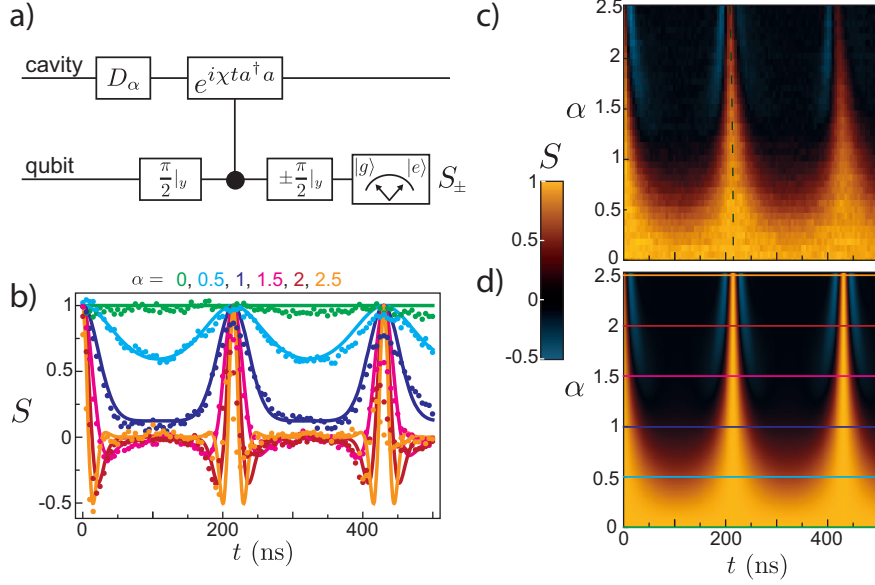 a)
cavity
D_α
e^{iχta†a}
qubit
π/2|_y
±π/2|_y
|g⟩ |e⟩
S_±
b)
α = 0, 0.5, 1, 1.5, 2, 2.5
1
0.5
0
-0.5
S
0 200 400
t (ns)
c)
2.5
2
1.5
1
0.5
0
α
S
1
0.5
0
-0.5
d)
2.5
2
1.5
1
0.5
0
α
0 200 400
t (ns)